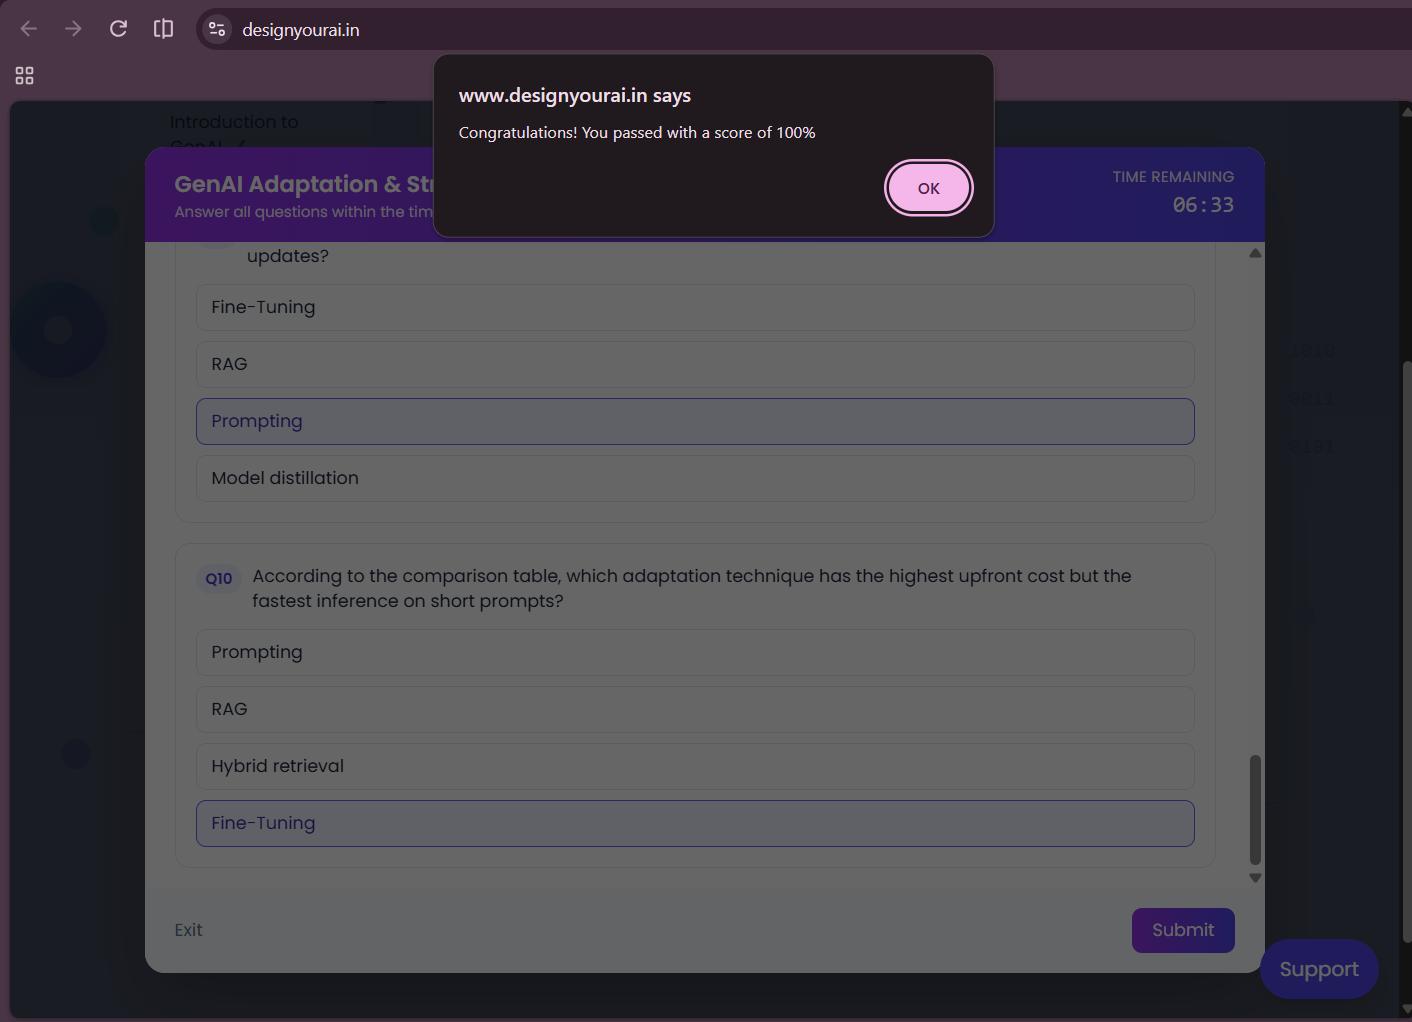 designyourai.in
www.designyourai.in says
Congratulations! You passed with a score of 100%
OK
Introduction to
GenAI
GenAI Adaptation & Str
Answer all questions within the tim
TIME REMAINING
06:33
updates?
Fine-Tuning
RAG
Prompting
Model distillation
Q10
According to the comparison table, which adaptation technique has the highest upfront cost but the
fastest inference on short prompts?
Prompting
RAG
Hybrid retrieval
Fine-Tuning
Exit
Submit
Support